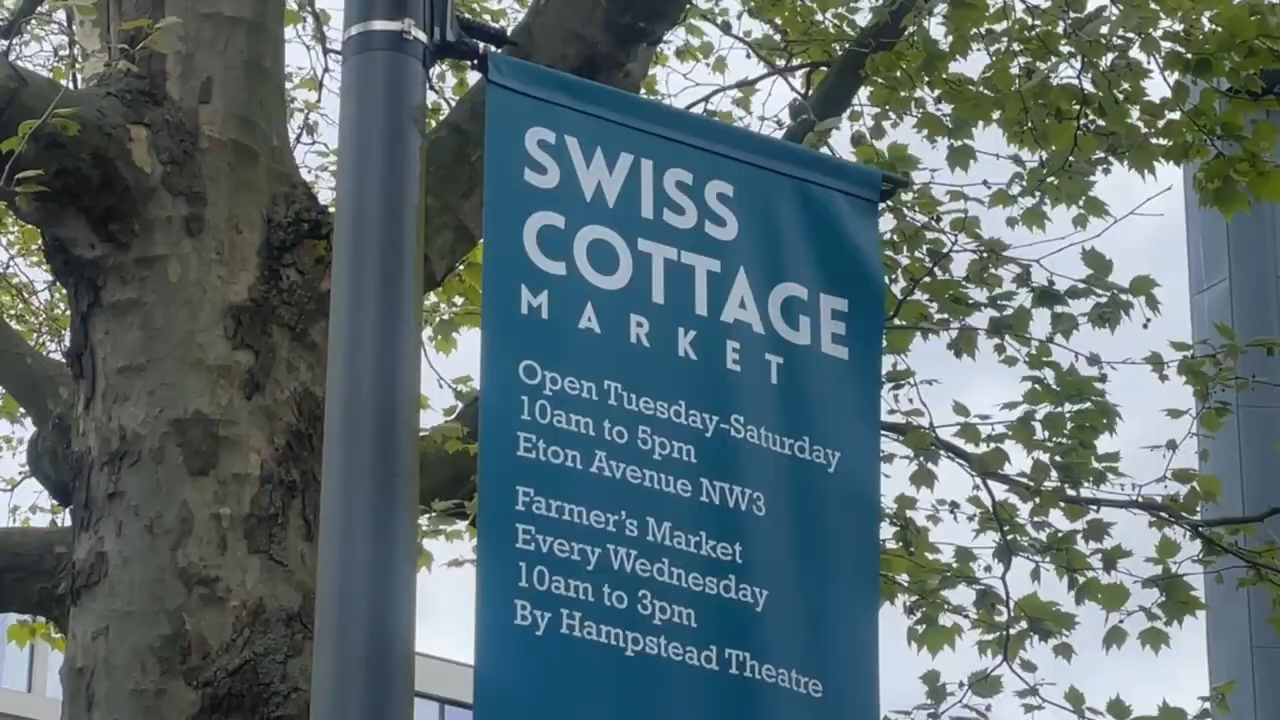 SWISS
COTTAGE
MARKET
Open Tuesday-Saturday
10am to 5pm
Eton Avenue NW3
Farmer's Market
Every Wednesday
10am to 3pm
By Hampstead Theatre